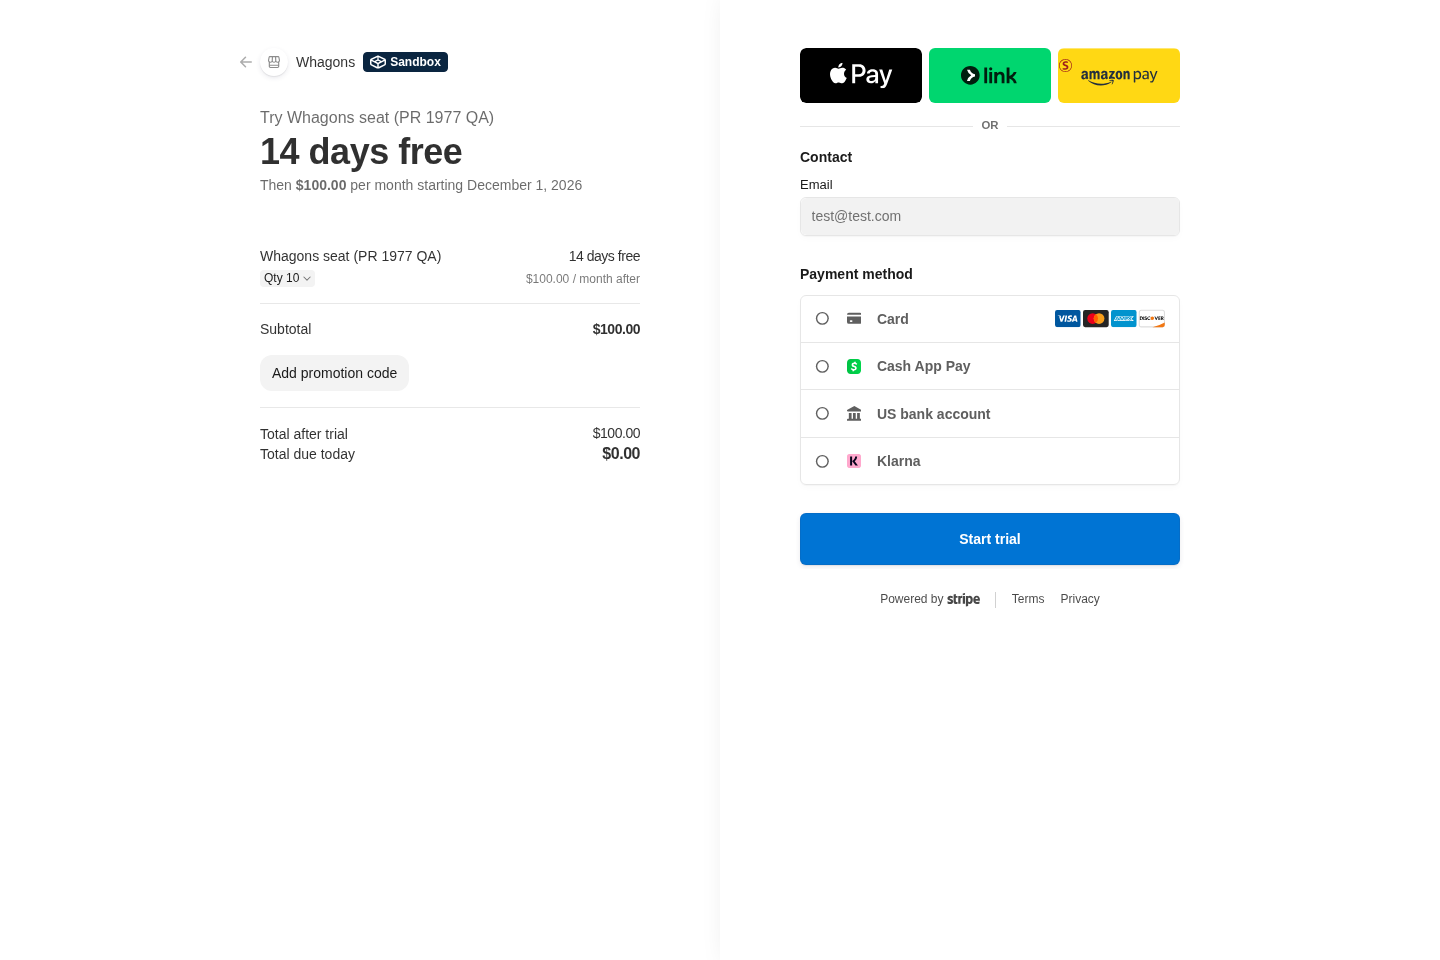 Whagons Sandbox
Try Whagons seat (PR 1977 QA)
14 days free
Then $100.00 per month starting December 1, 2026
Whagons seat (PR 1977 QA) 14 days free
Qty 10 $100.00 / month after
Subtotal $100.00
Add promotion code
Total after trial $100.00
Total due today $0.00
Pay link S amazon pay
OR
Contact
Email
test@test.com
Payment method
Card VISA AMEX DISCOVER
$ Cash App Pay
US bank account
K Klarna
Start trial
Powered by stripe Terms Privacy